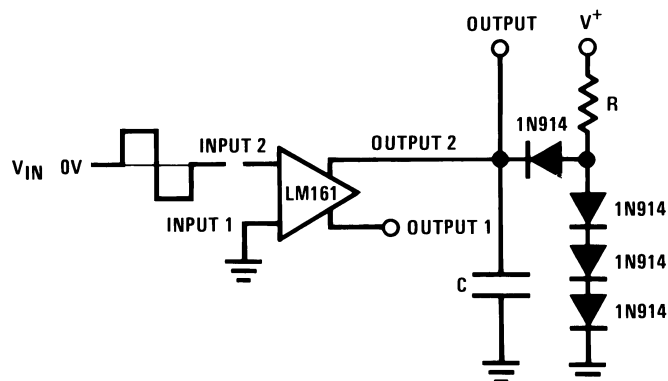 OUTPUT
V+
R
1N914
INPUT 2
OUTPUT 2
VIN 0V
LM161
INPUT 1
OUTPUT 1
1N914
1N914
C
1N914